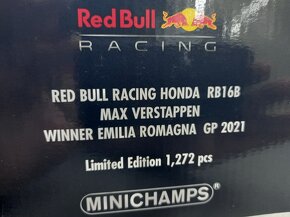 Red Bull
RACING
RED BULL RACING HONDA RB16B
MAX VERSTAPPEN
WINNER EMILIA ROMAGNA GP 2021
Limited Edition 1,272 pcs
MINICHAMPS®